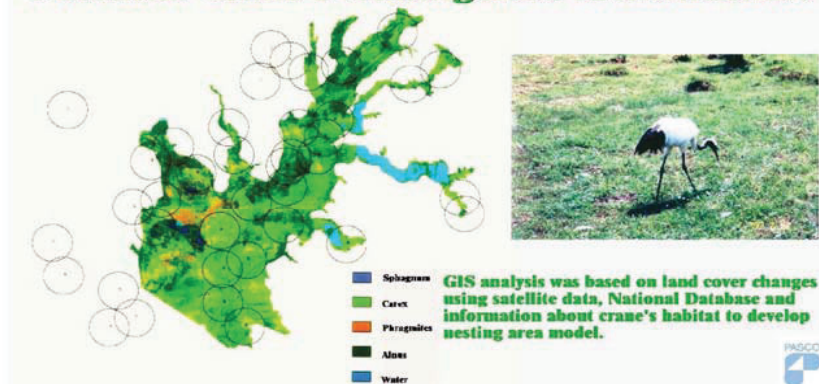 Sphagnum
Carex
Phragmites
Alnus
Water
GIS analysis was based on land cover changes
using satellite data, National Database and
information about crane's habitat to develop
nesting area model.
PASCO